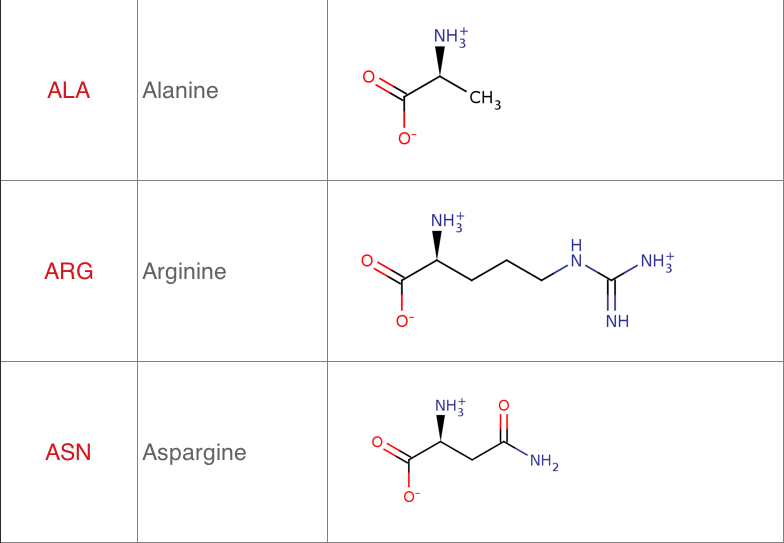 ALA Alanine
NH₃⁺
O
CH₃
O⁻
ARG Arginine
NH₃⁺
H
N
O
NH₃⁺
O⁻
NH
ASN Aspargine
NH₃⁺
O
O
NH₂
O⁻